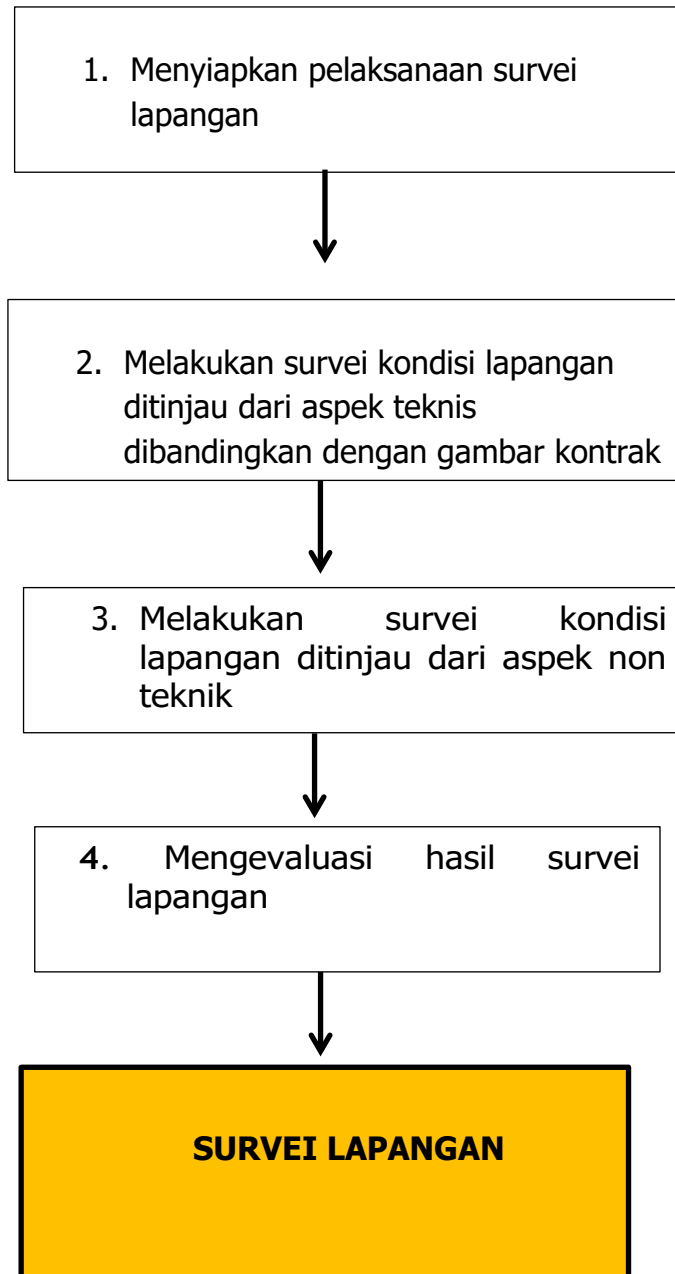 1. Menyiapkan pelaksanaan survei
lapangan
2. Melakukan survei kondisi lapangan
ditinjau dari aspek teknis
dibandingkan dengan gambar kontrak
3. Melakukan survei kondisi
lapangan ditinjau dari aspek non
teknik
4. Mengevaluasi hasil survei
lapangan
SURVEI LAPANGAN